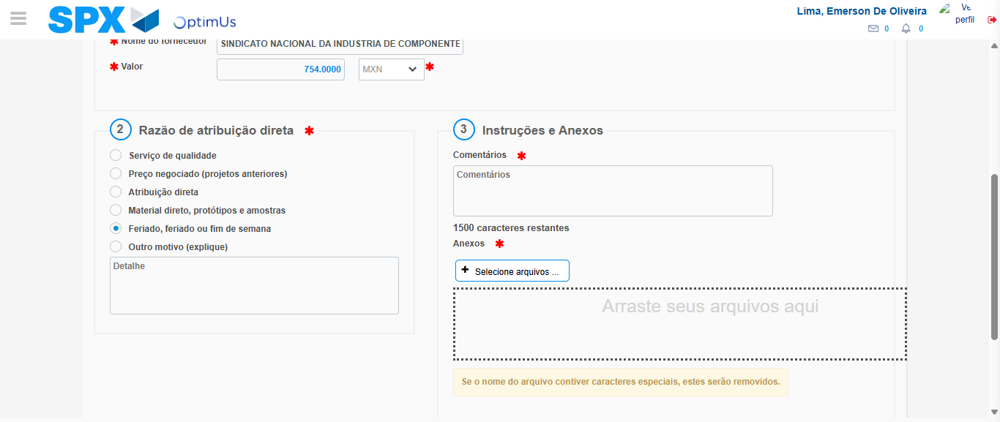 SPX OptimUs
Lima, Emerson De Oliveira
0 0
Ve
perfil
Nome do fornecedor SINDICATO NACIONAL DA INDUSTRIA DE COMPONENTE
Valor 754.0000 MXN
2 Razão de atribuição direta
Serviço de qualidade
Preço negociado (projetos anteriores)
Atribuição direta
Material direto, protótipos e amostras
Feriado, feriado ou fim de semana
Outro motivo (explique)
Detalhe
3 Instruções e Anexos
Comentários
Comentários
1500 caracteres restantes
Anexos
Selecione arquivos ...
Arraste seus arquivos aqui
Se o nome do arquivo contiver caracteres especiais, estes serão removidos.